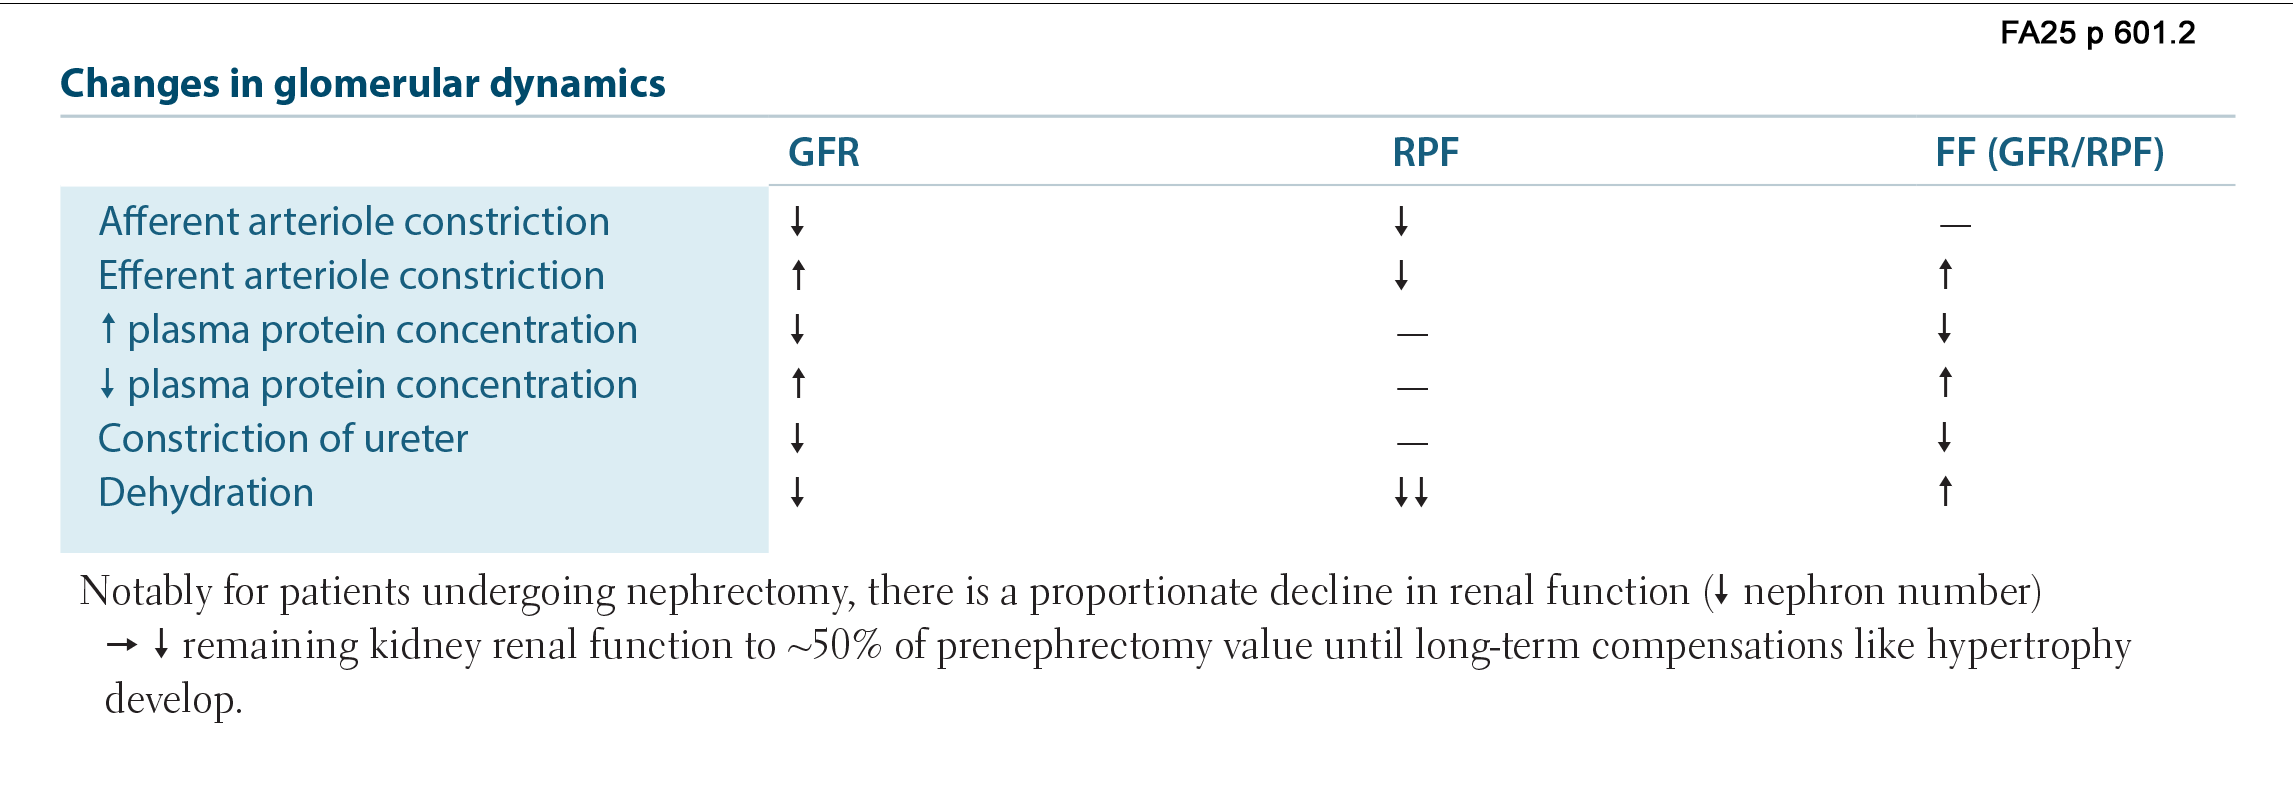 FA25 p 601.2
Changes in glomerular dynamics
GFR RPF FF (GFR/RPF)
Afferent arteriole constriction ↓ ↓ —
Efferent arteriole constriction ↑ ↓ ↑
↑ plasma protein concentration ↓ — ↓
↓ plasma protein concentration ↑ — ↑
Constriction of ureter ↓ — ↓
Dehydration ↓ ↓↓ ↑
Notably for patients undergoing nephrectomy, there is a proportionate decline in renal function (↓ nephron number)
→ ↓ remaining kidney renal function to ~50% of prenephrectomy value until long-term compensations like hypertrophy
develop.